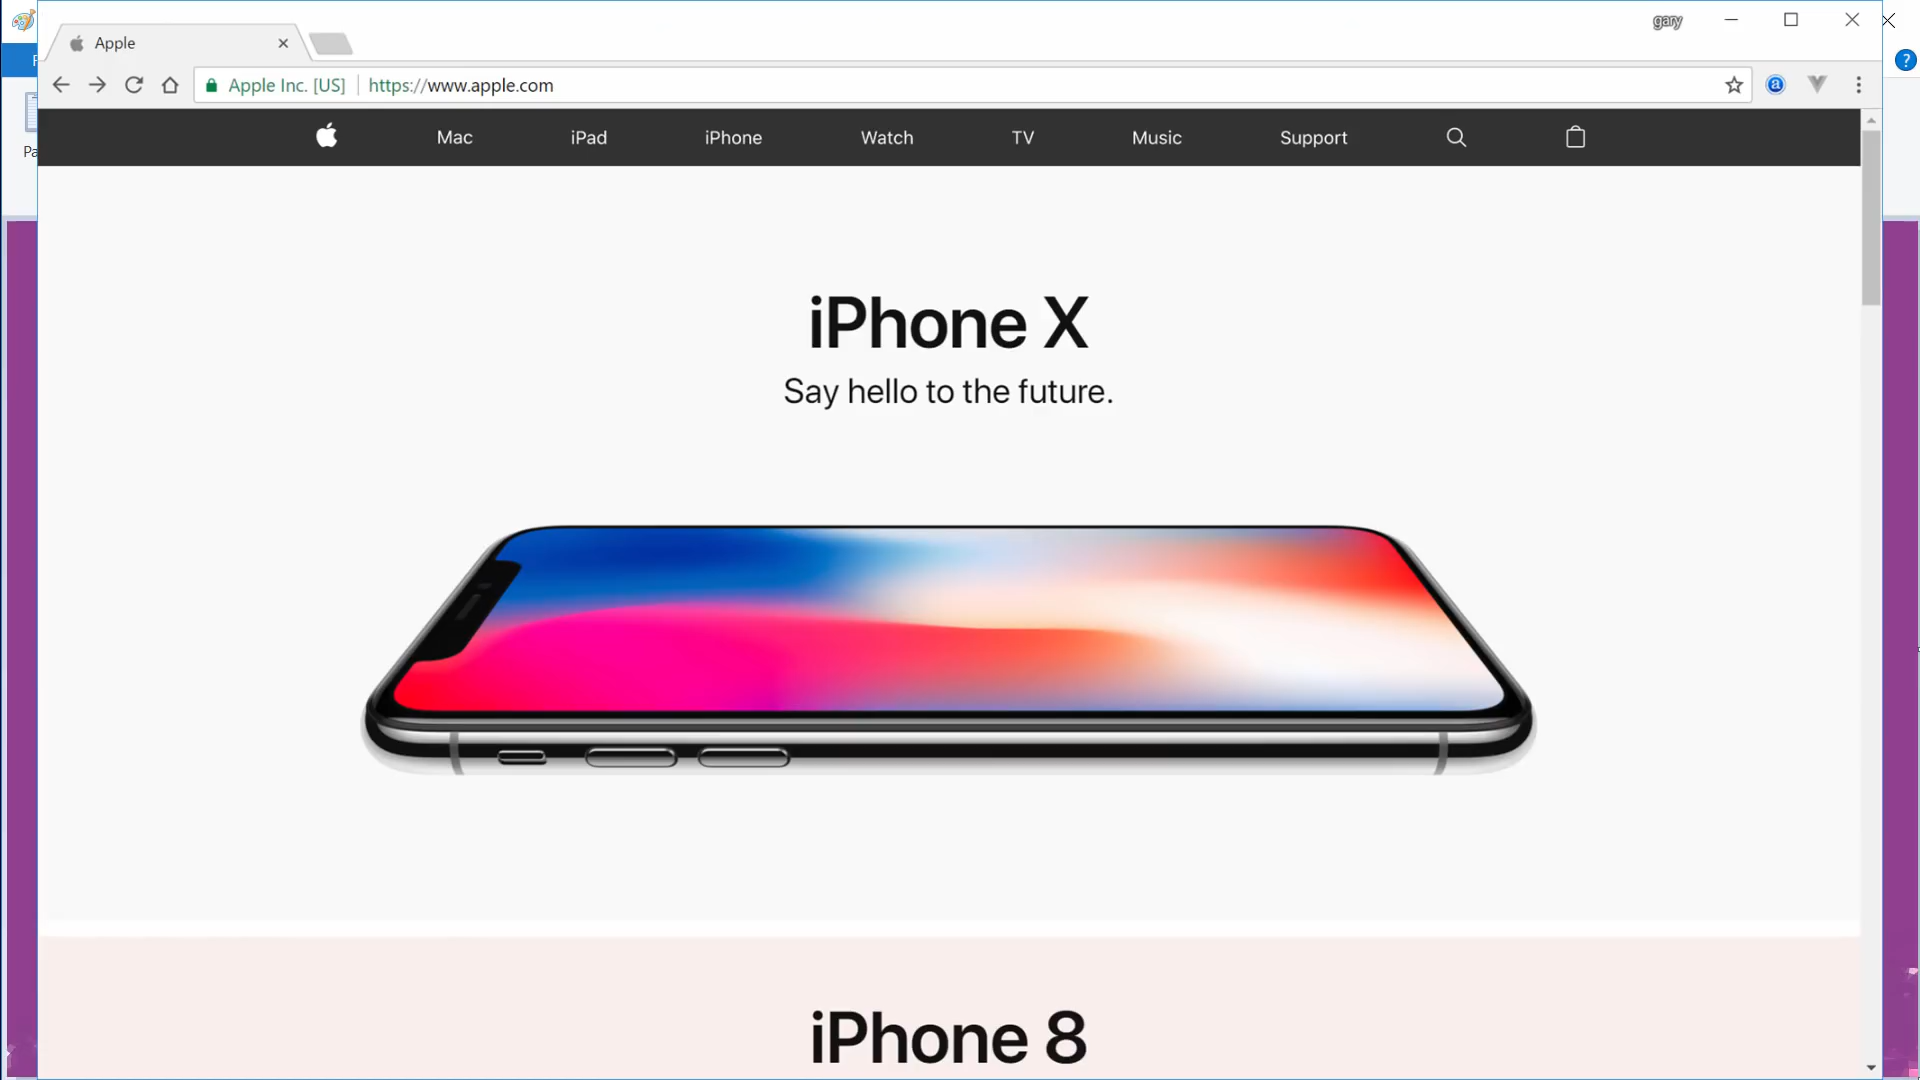 gary
Apple
Apple Inc. [US] https://www.apple.com
Pa
Mac iPad iPhone Watch TV Music Support
iPhone X
Say hello to the future.
iPhone 8